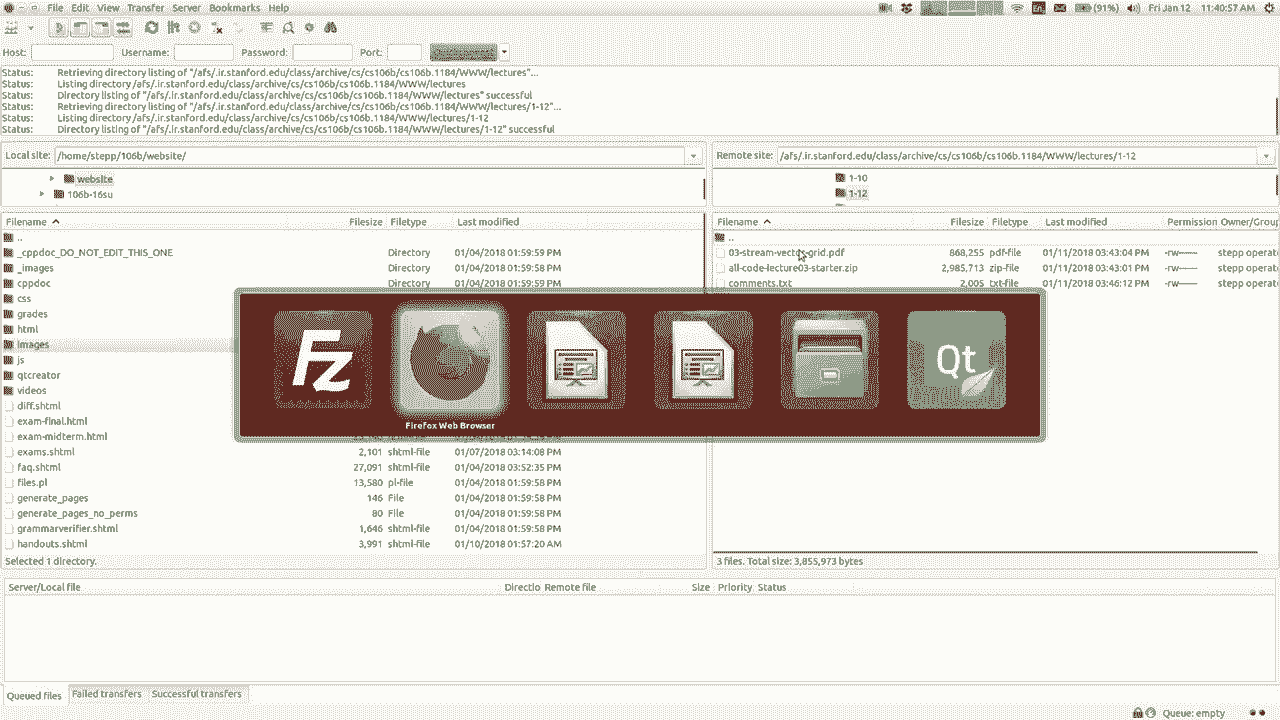 File Edit View Transfer Server Bookmarks Help En (91%) Fri Jan 12 11:40:57 AM
Host: Username: Password: Port:
Status: Retrieving directory listing of "/afs/.ir.stanford.edu/class/archive/cs/cs106b/cs106b.1184/WWW/lectures"...
Status: Listing directory /afs/.ir.stanford.edu/class/archive/cs/cs106b/cs106b.1184/WWW/lectures
Status: Directory listing of "/afs/.ir.stanford.edu/class/archive/cs/cs106b/cs106b.1184/WWW/lectures" successful
Status: Retrieving directory listing of "/afs/.ir.stanford.edu/class/archive/cs/cs106b/cs106b.1184/WWW/lectures/1-12"...
Status: Listing directory /afs/.ir.stanford.edu/class/archive/cs/cs106b/cs106b.1184/WWW/lectures/1-12
Status: Directory listing of "/afs/.ir.stanford.edu/class/archive/cs/cs106b/cs106b.1184/WWW/lectures/1-12" successful
Local site: /home/stepp/106b/website/
website
106b-16su
Filename Filesize Filetype Last modified
..
_cppdoc_DO_NOT_EDIT_THIS_ONE Directory 01/04/2018 01:59:59 PM
_images Directory 01/04/2018 01:59:58 PM
cppdoc Directory 01/04/2018 01:59:59 PM
css
grades
html
images
js
qtcreator
videos
diff.shtml
exam-final.html
exam-midterm.html
exams.shtml 2,101 shtml-file 01/07/2018 03:14:08 PM
faq.shtml 27,091 shtml-file 01/04/2018 03:52:35 PM
files.pl 13,580 pl-file 01/04/2018 01:59:58 PM
generate_pages 146 File 01/04/2018 01:59:58 PM
generate_pages_no_perms 80 File 01/04/2018 01:59:58 PM
grammarverifier.shtml 1,646 shtml-file 01/04/2018 01:59:58 PM
handouts.shtml 3,991 shtml-file 01/10/2018 01:57:20 AM
Selected 1 directory.
Remote site: /afs/.ir.stanford.edu/class/archive/cs/cs106b/cs106b.1184/WWW/lectures/1-12
1-10
1-12
Filename Filesize Filetype Last modified Permission Owner/Grou
..
03-stream-vector-grid.pdf 868,255 pdf-file 01/11/2018 03:43:04 PM -rw------ stepp operat
all-code-lecture03-starter.zip 2,985,713 zip-file 01/11/2018 03:43:01 PM -rw------ stepp operat
comments.txt 2,005 txt-file 01/11/2018 03:46:12 PM -rw------ stepp operat
3 files. Total size: 3,855,973 bytes
Fz
Qt
Firefox Web Browser
Server/Local file Directio Remote file Size Priority Status
Queued files Failed transfers Successful transfers
Queue: empty